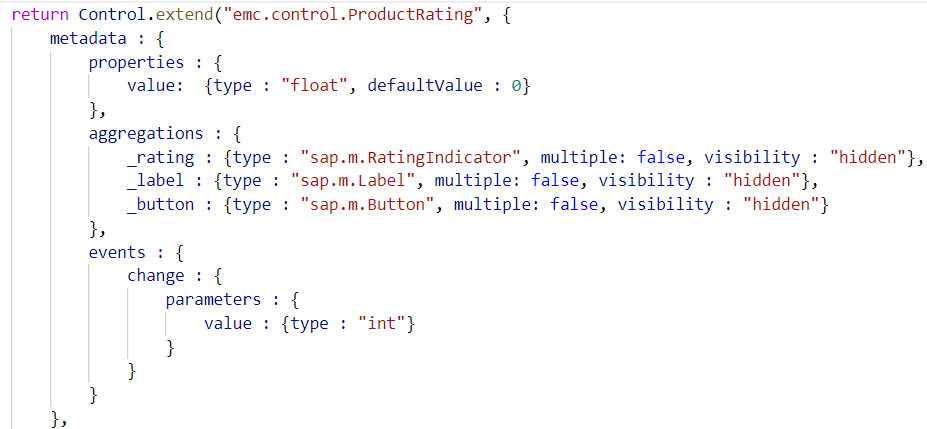 return Control.extend("emc.control.ProductRating", {
    metadata : {
        properties : {
            value:  {type : "float", defaultValue : 0}
        },
        aggregations : {
            _rating : {type : "sap.m.RatingIndicator", multiple: false, visibility : "hidden"},
            _label : {type : "sap.m.Label", multiple: false, visibility : "hidden"},
            _button : {type : "sap.m.Button", multiple: false, visibility : "hidden"}
        },
        events : {
            change : {
                parameters : {
                    value : {type : "int"}
                }
            }
        }
    },